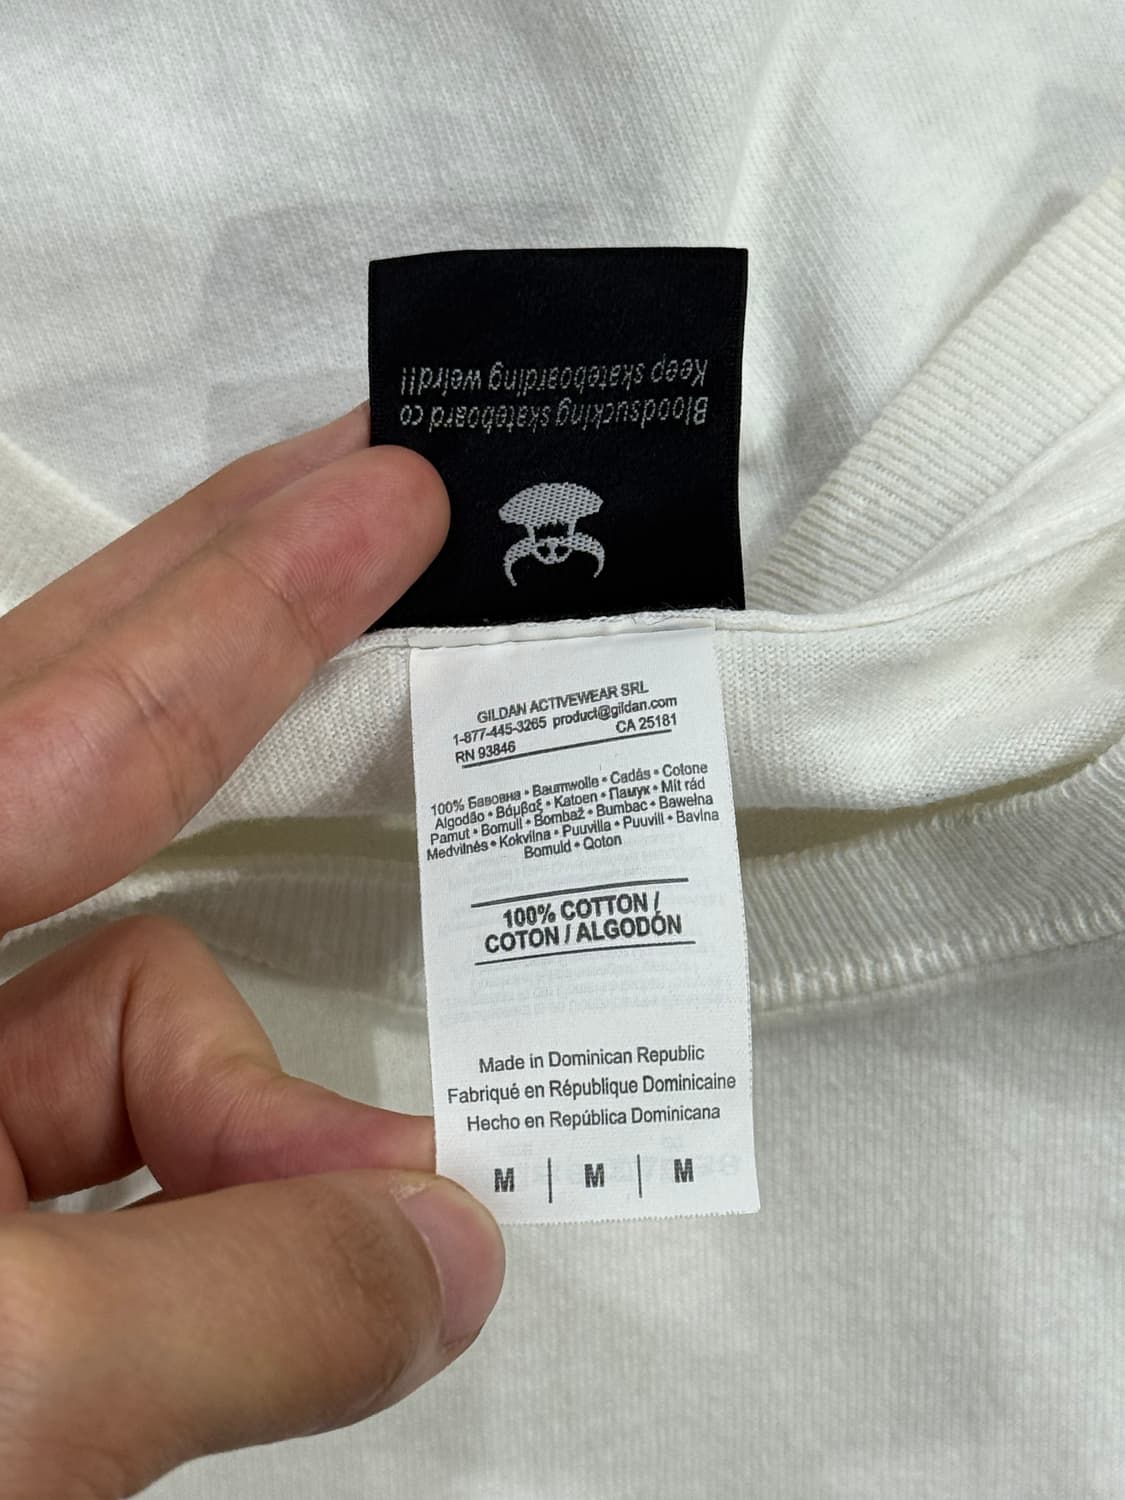 Bloodsucking skateboard co
Keep skateboarding weird!!
GILDAN ACTIVEWEAR SRL
1-877-445-3265 product@gildan.com
RN 93846 CA 25181
100% Бавовна • Baumwolle • Cadás • Cotone
Algodão • Βάμβαξ • Katoen • Памук • Mit rád
Pamut • Bomull • Bombaž • Bumbac • Bawełna
Medvilnės • Kokvilna • Puuvilla • Puuvill • Bavlna
Bomuld • Qoton
100% COTTON /
COTON / ALGODÓN
Made in Dominican Republic
Fabriqué en République Dominicaine
Hecho en República Dominicana
M | M | M